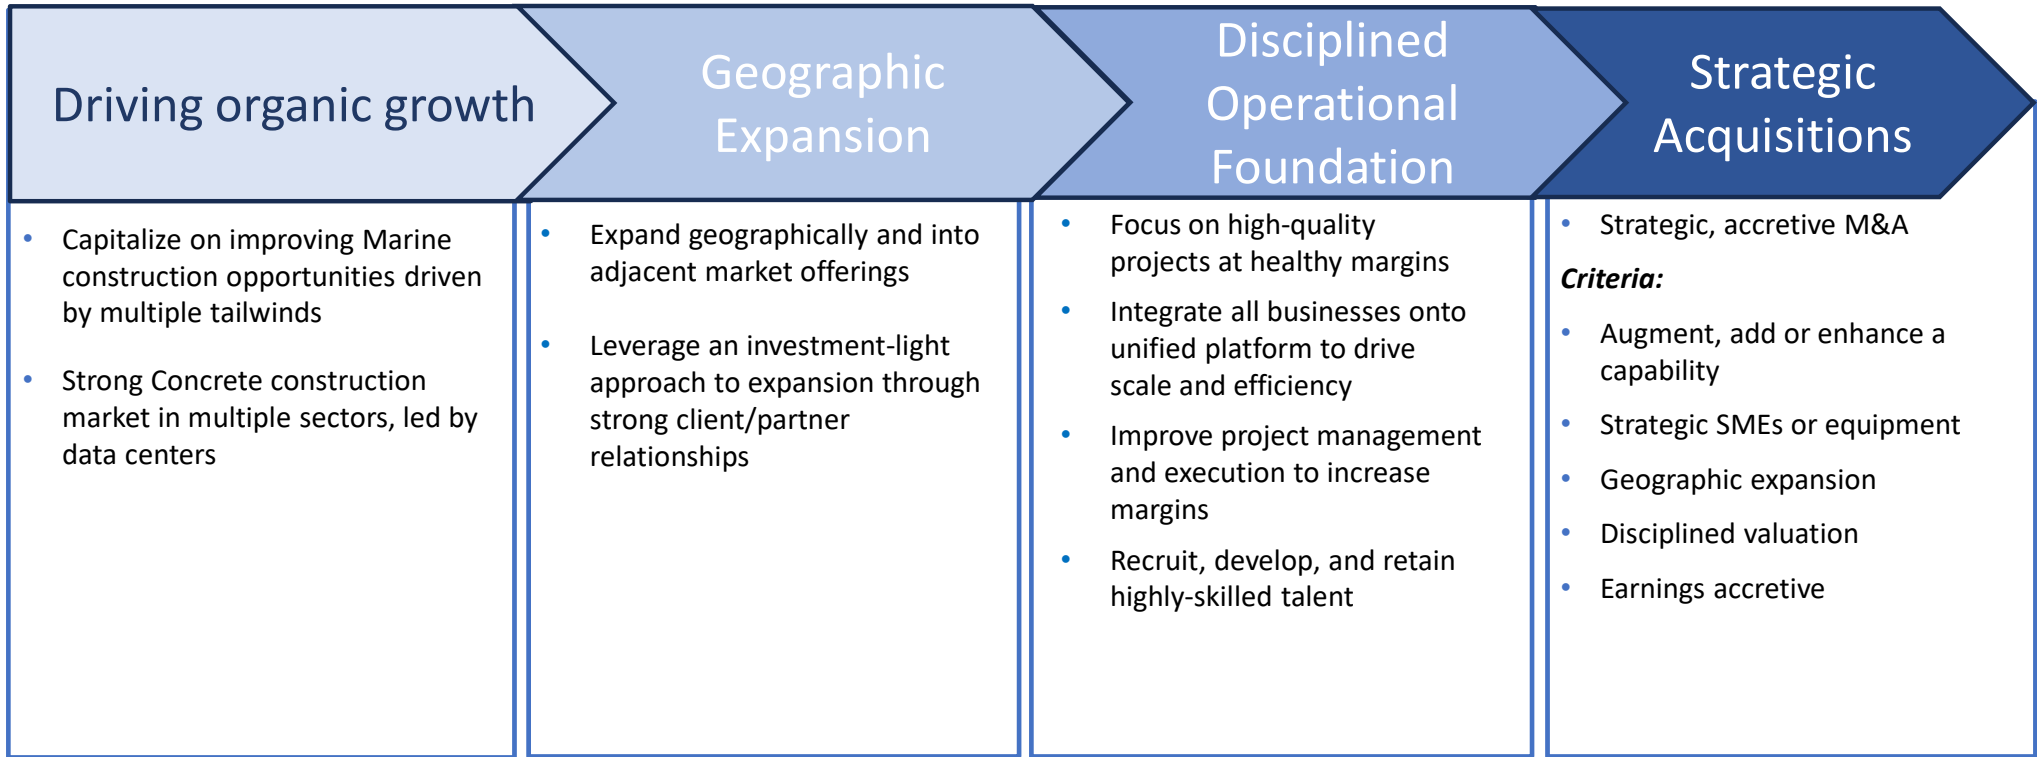 Driving organic growth
Geographic
Expansion
Disciplined
Operational
Foundation
Strategic
Acquisitions
• Capitalize on improving Marine
construction opportunities driven
by multiple tailwinds
• Strong Concrete construction
market in multiple sectors, led by
data centers
• Expand geographically and into
adjacent market offerings
• Leverage an investment-light
approach to expansion through
strong client/partner
relationships
• Focus on high-quality
projects at healthy margins
• Integrate all businesses onto
unified platform to drive
scale and efficiency
• Improve project management
and execution to increase
margins
• Recruit, develop, and retain
highly-skilled talent
• Strategic, accretive M&A
Criteria:
• Augment, add or enhance a
capability
• Strategic SMEs or equipment
• Geographic expansion
• Disciplined valuation
• Earnings accretive